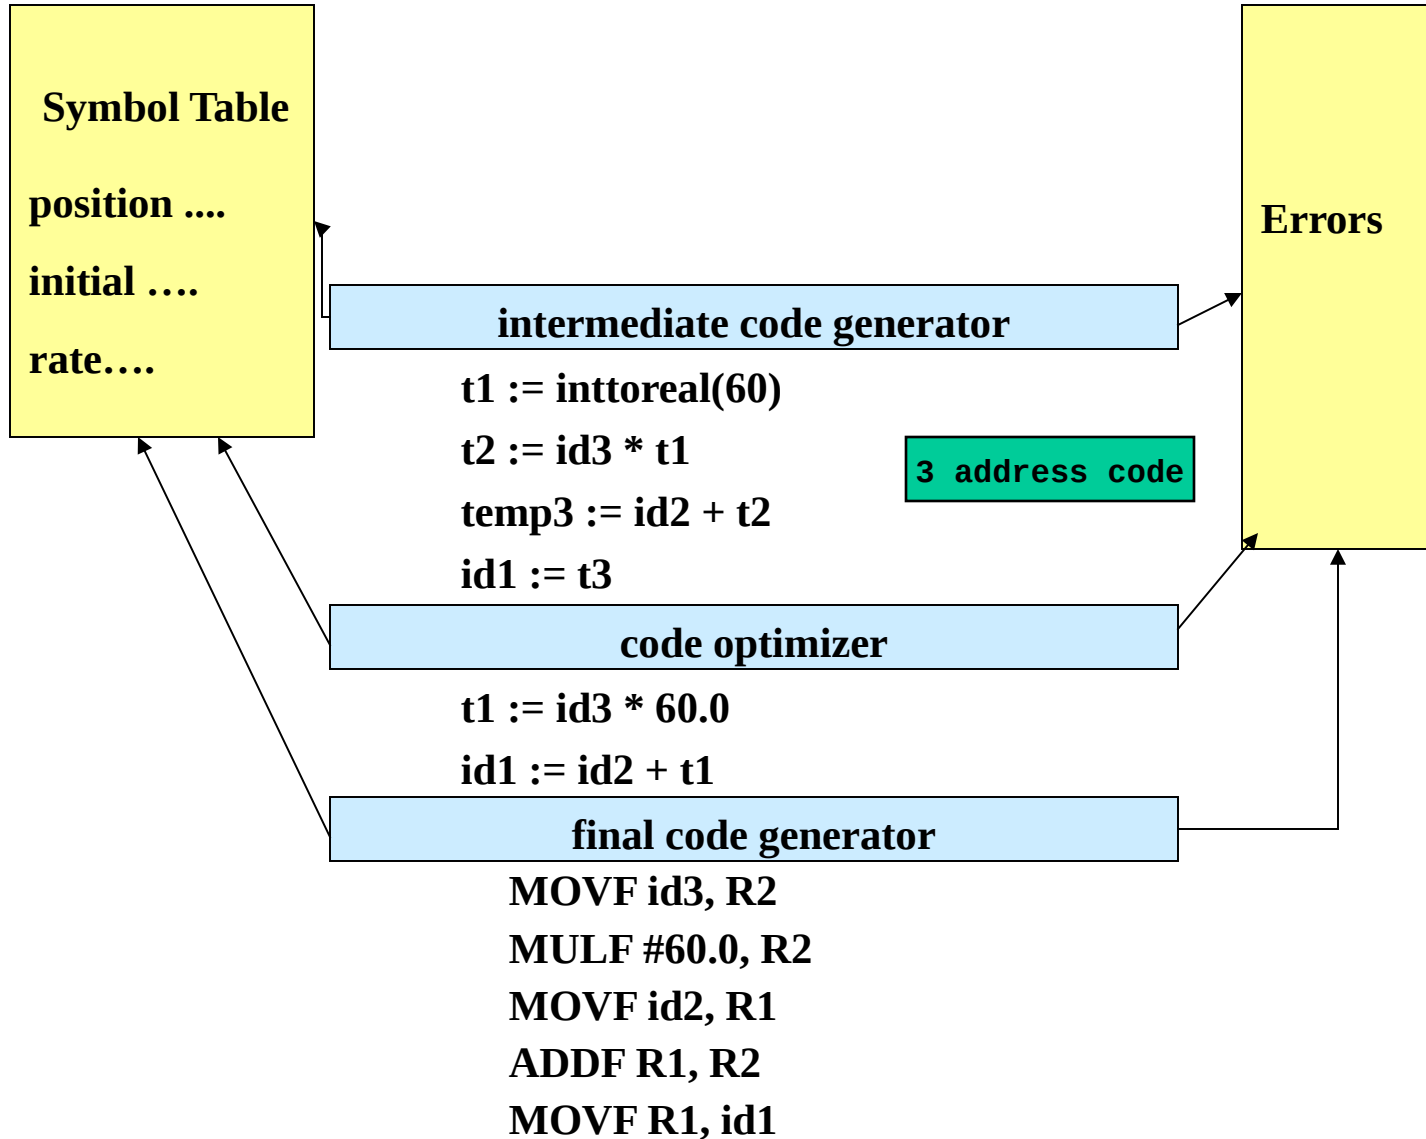 Symbol Table
position ....
initial ….
rate….
Errors
intermediate code generator
t1 := inttoreal(60)
t2 := id3 * t1
temp3 := id2 + t2
id1 := t3
3 address code
code optimizer
t1 := id3 * 60.0
id1 := id2 + t1
final code generator
MOVF id3, R2
MULF #60.0, R2
MOVF id2, R1
ADDF R1, R2
MOVF R1, id1